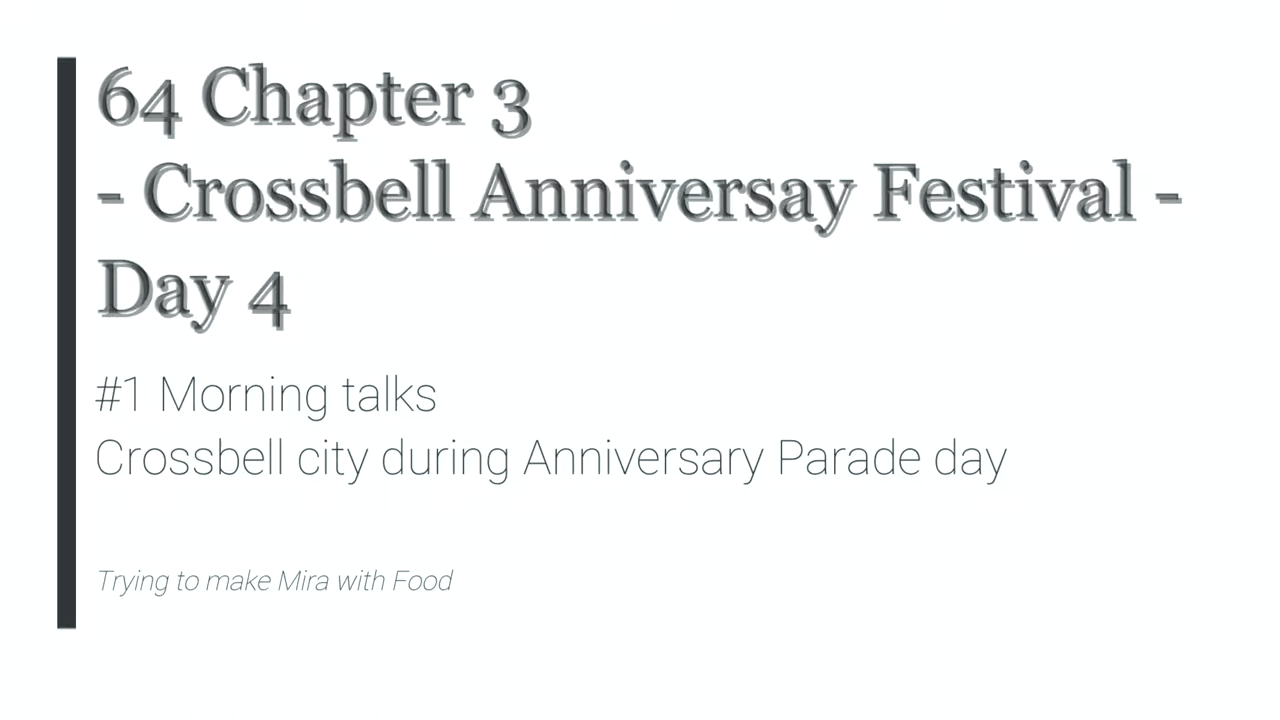 64 Chapter 3
- Crossbell Anniversay Festival -
Day 4
#1 Morning talks
Crossbell city during Anniversary Parade day
Trying to make Mira with Food